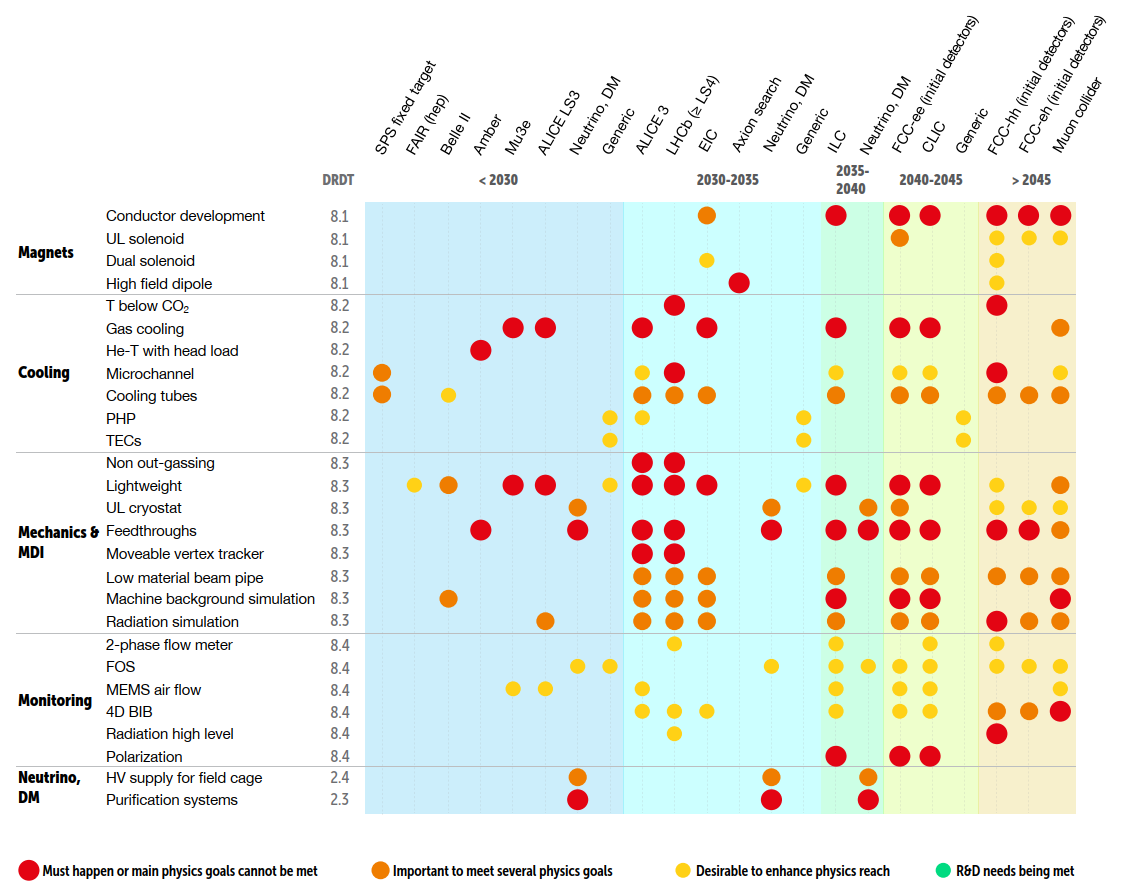 SPS fixed target
FAIR (hep)
Belle II
Amber
Mu3e
ALICE LS3
Neutrino, DM
Generic
ALICE 3
LHCb (≥ LS4)
EIC
Axion search
Neutrino, DM
Generic
ILC
Neutrino, DM
FCC-ee (initial detectors)
CLIC
Generic
FCC-hh (initial detectors)
FCC-eh (initial detectors)
Muon collider
DRDT
< 2030
2030-2035
2035-
2040
2040-2045
> 2045
Magnets
Conductor development 8.1
UL solenoid 8.1
Dual solenoid 8.1
High field dipole 8.1
Cooling
T below CO₂ 8.2
Gas cooling 8.2
He-T with head load 8.2
Microchannel 8.2
Cooling tubes 8.2
PHP 8.2
TECs 8.2
Mechanics &
MDI
Non out-gassing 8.3
Lightweight 8.3
UL cryostat 8.3
Feedthroughs 8.3
Moveable vertex tracker 8.3
Low material beam pipe 8.3
Machine background simulation 8.3
Radiation simulation 8.3
Monitoring
2-phase flow meter 8.4
FOS 8.4
MEMS air flow 8.4
4D BIB 8.4
Radiation high level 8.4
Polarization 8.4
Neutrino,
DM
HV supply for field cage 2.4
Purification systems 2.3
Must happen or main physics goals cannot be met
Important to meet several physics goals
Desirable to enhance physics reach
R&D needs being met